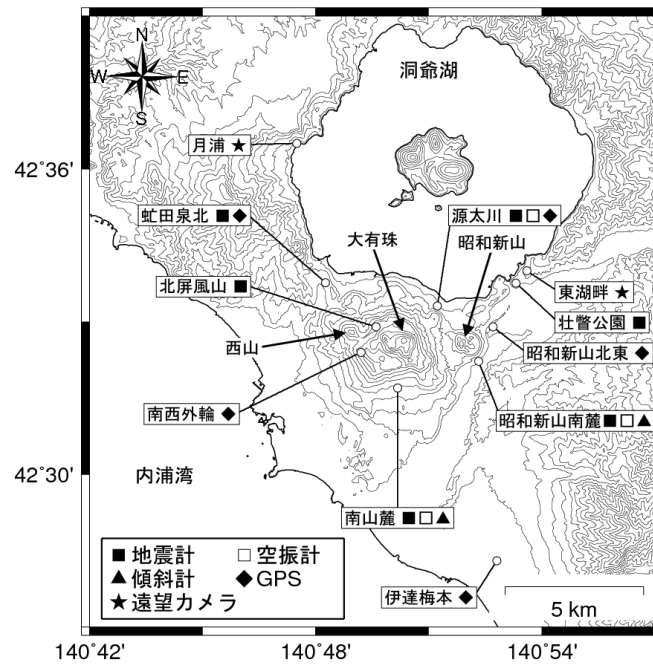 N
W E
S
洞爺湖
月浦 ★
42˚36'
虻田泉北 ■◆
源太川 ■□◆
大有珠
昭和新山
北屏風山 ■
東湖畔 ★
壮瞥公園 ■
西山
昭和新山北東 ◆
南西外輪 ◆
昭和新山南麓■□▲
42˚30'
内浦湾
南山麓 ■□▲
■ 地震計 □ 空振計
▲ 傾斜計 ◆ GPS
★ 遠望カメラ
伊達梅本 ◆
5 km
140˚42' 140˚48' 140˚54'